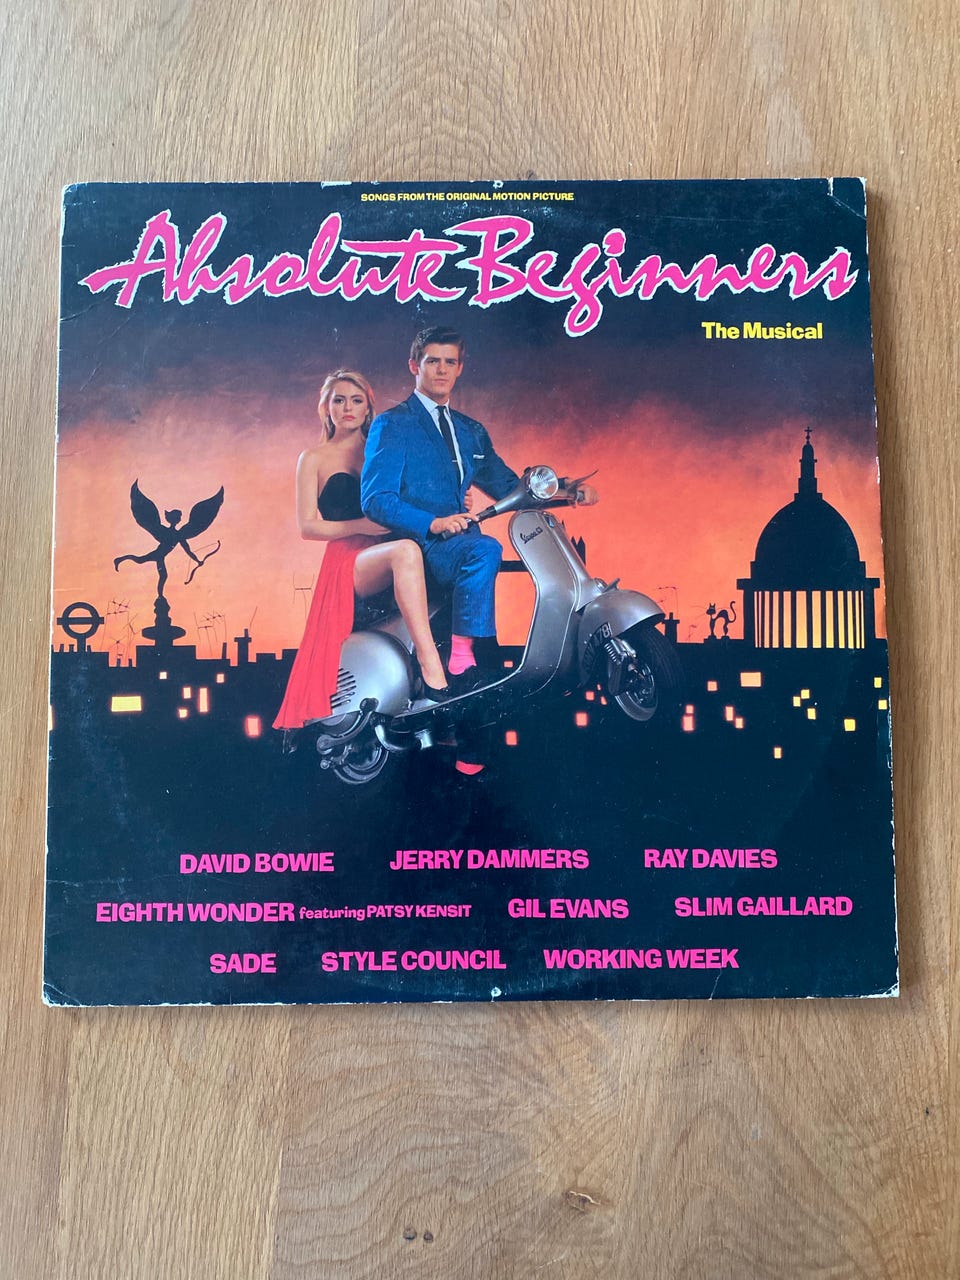 SONGS FROM THE ORIGINAL MOTION PICTURE
Absolute Beginners
The Musical
Vespa
DAVID BOWIE JERRY DAMMERS RAY DAVIES
EIGHTH WONDER featuring PATSY KENSIT GIL EVANS SLIM GAILLARD
SADE STYLE COUNCIL WORKING WEEK